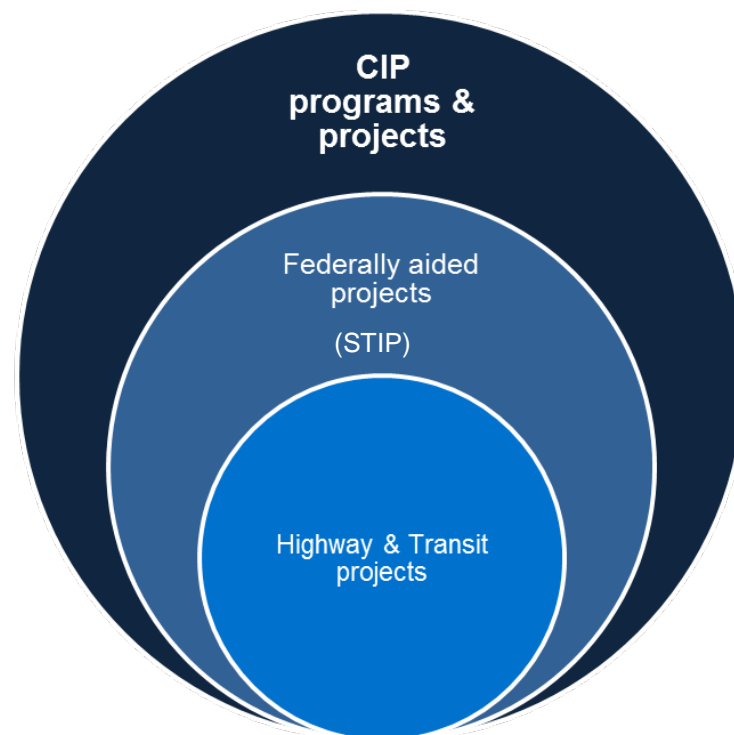 CIP
programs &
projects
Federally aided
projects
(STIP)
Highway & Transit
projects